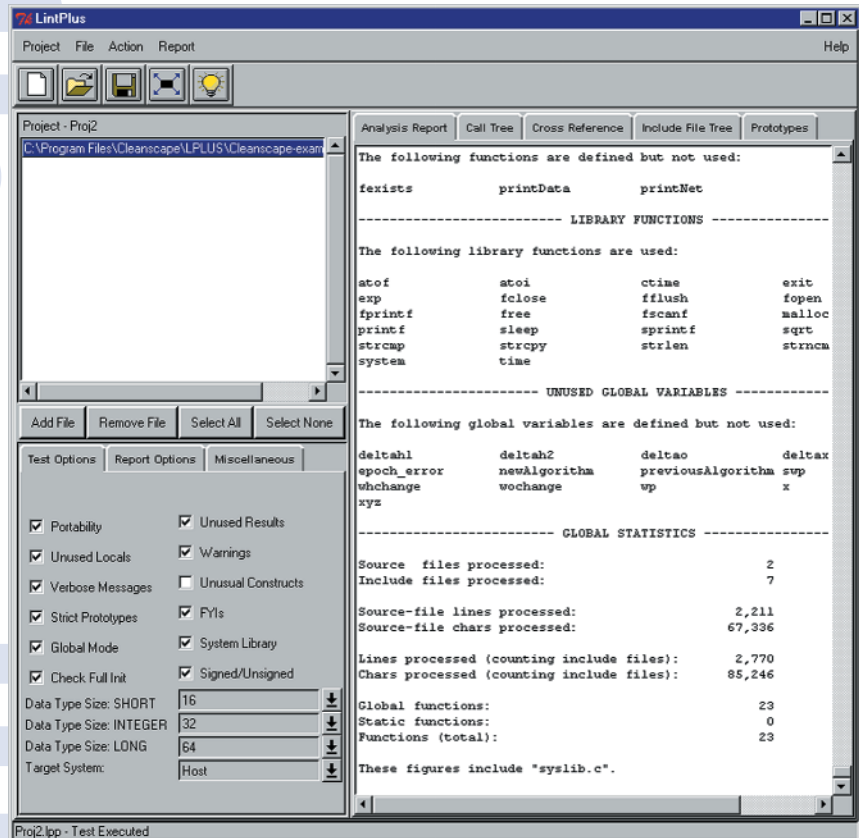 LintPlus
Project File Action Report Help
Project - Proj2
C:\Program Files\Cleanscape\LPLUS\Cleanscape-exam
Add File Remove File Select All Select None
Test Options Report Options Miscellaneous
Portability Unused Results
Unused Locals Warnings
Verbose Messages Unusual Constructs
Strict Prototypes FYIs
Global Mode System Library
Check Full Init Signed/Unsigned
Data Type Size: SHORT 16
Data Type Size: INTEGER 32
Data Type Size: LONG 64
Target System: Host
Analysis Report Call Tree Cross Reference Include File Tree Prototypes
The following functions are defined but not used:
fexists printData printNet
-------------------------- LIBRARY FUNCTIONS ---------------
The following library functions are used:
atof atoi ctime exit
exp fclose fflush fopen
fprintf free fscanf malloc
printf sleep sprintf sqrt
strcmp strcpy strlen strncm
system time
----------------------- UNUSED GLOBAL VARIABLES ------------
The following global variables are defined but not used:
deltah1 deltah2 deltao deltax
epoch_error newAlgorithm previousAlgorithm swp
whchange wochange wp x
xyz
------------------------- GLOBAL STATISTICS ----------------
Source files processed: 2
Include files processed: 7
Source-file lines processed: 2,211
Source-file chars processed: 67,336
Lines processed (counting include files): 2,770
Chars processed (counting include files): 85,246
Global functions: 23
Static functions: 0
Functions (total): 23
These figures include "syslib.c".
Proj2.lpp - Test Executed